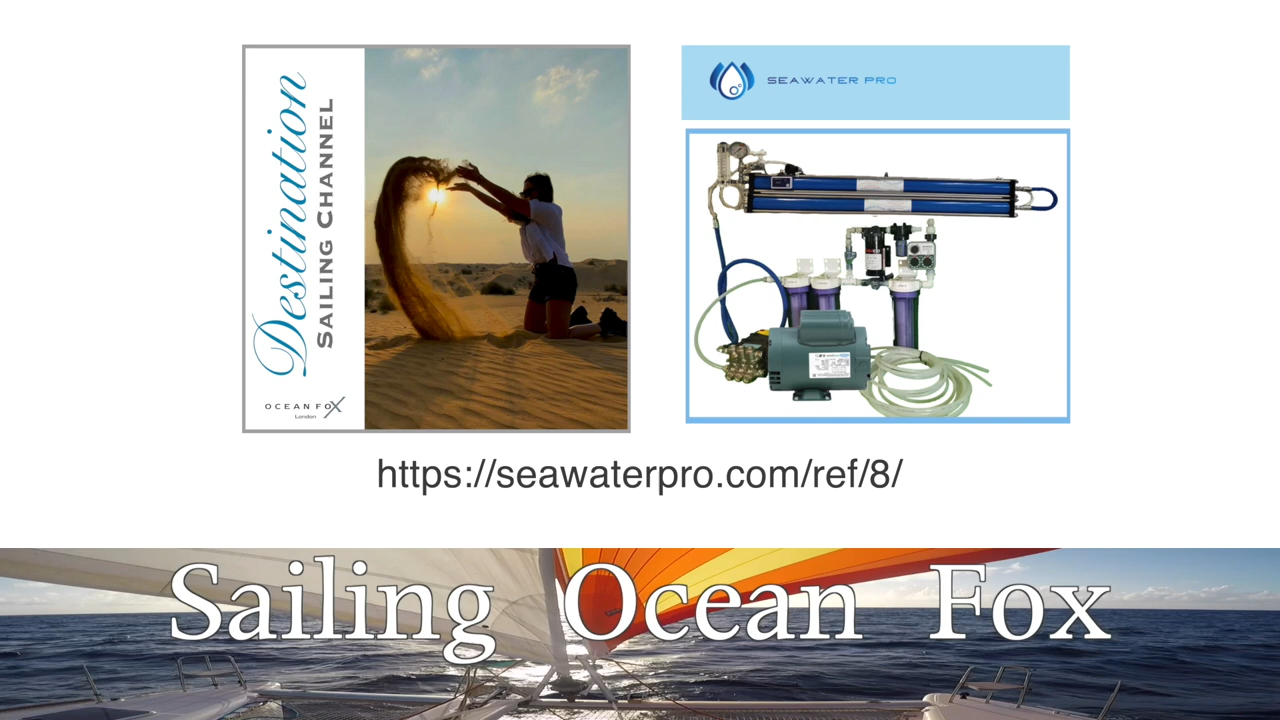 Destination
SAILING CHANNEL
OCEAN FOX
London
SEAWATER PRO
https://seawaterpro.com/ref/8/
Sailing Ocean Fox